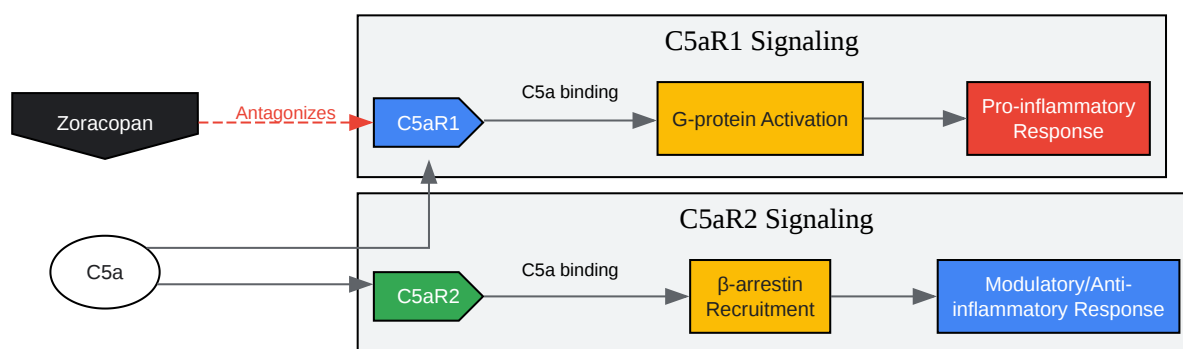 C5aR1 Signaling
Zoracopan
Antagonizes
C5aR1
C5a binding
G-protein Activation
Pro-inflammatory
Response
C5aR2 Signaling
C5a
C5aR2
C5a binding
β-arrestin
Recruitment
Modulatory/Anti-
inflammatory Response